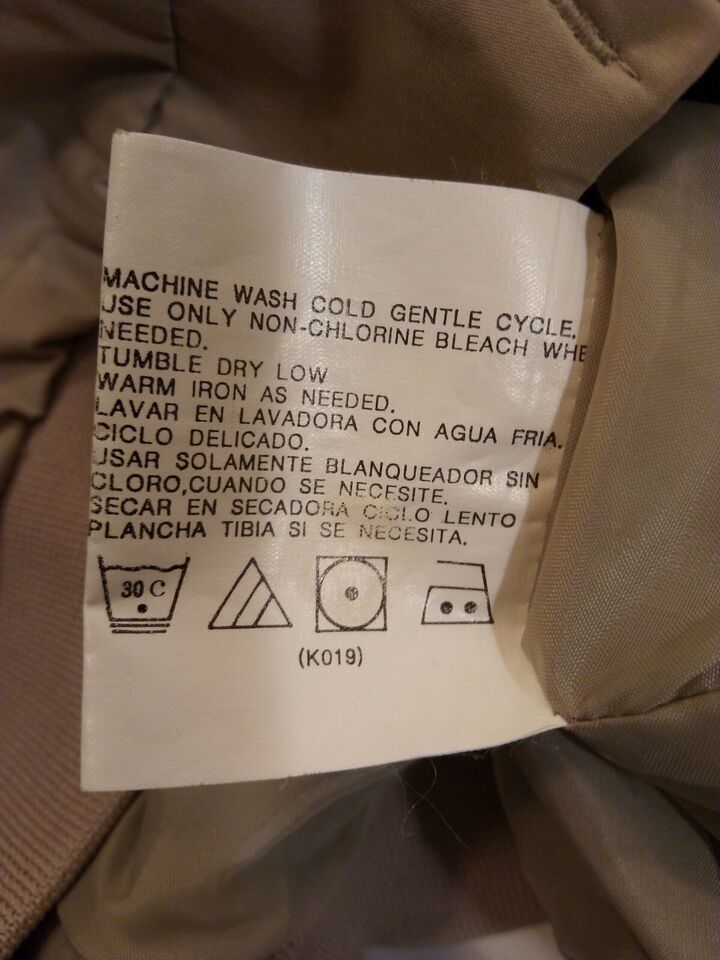 MACHINE WASH COLD GENTLE CYCLE.
USE ONLY NON-CHLORINE BLEACH WHE
NEEDED.
TUMBLE DRY LOW
WARM IRON AS NEEDED.
LAVAR EN LAVADORA CON AGUA FRIA.
CICLO DELICADO.
USAR SOLAMENTE BLANQUEADOR SIN
CLORO,CUANDO SE NECESITE.
SECAR EN SECADORA CICLO LENTO
PLANCHA TIBIA SI SE NECESITA.
30 C
(K019)